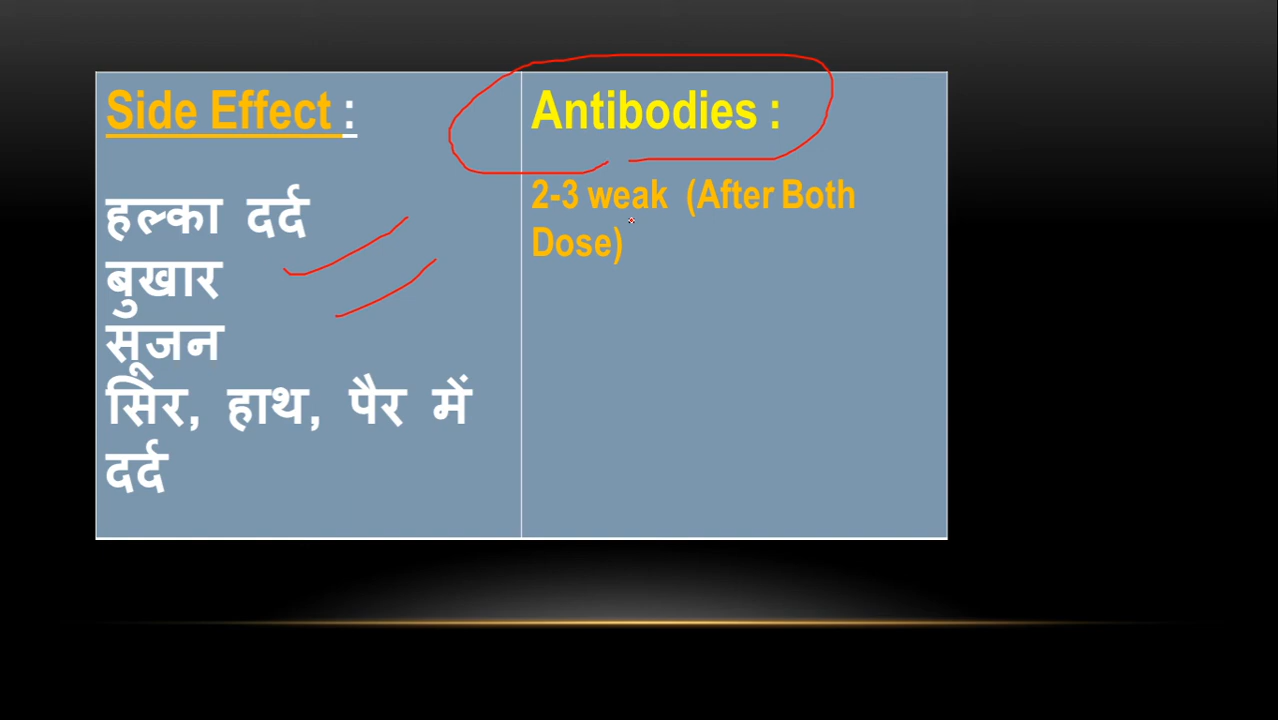 Side Effect :
हल्का दर्द
बुखार
सूजन
सिर, हाथ, पैर में
दर्द
Antibodies :
2-3 weak (After Both
Dose)